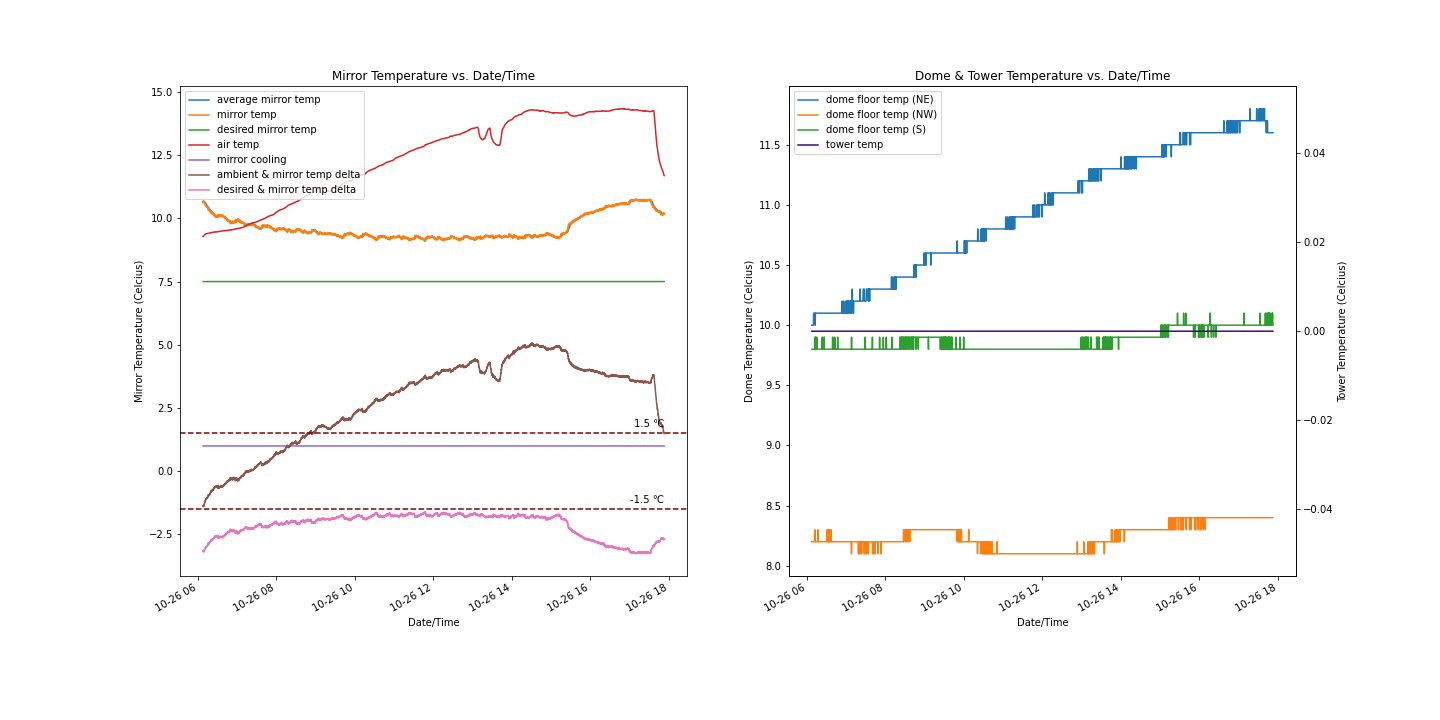 Mirror Temperature vs. Date/Time
average mirror temp
mirror temp
desired mirror temp
air temp
mirror cooling
ambient & mirror temp delta
desired & mirror temp delta
15.0
12.5
10.0
7.5
5.0
2.5
0.0
−2.5
Mirror Temperature (Celcius)
1.5 °C
-1.5 °C
10-26 06
10-26 08
10-26 10
10-26 12
10-26 14
10-26 16
10-26 18
Date/Time
Dome & Tower Temperature vs. Date/Time
dome floor temp (NE)
dome floor temp (NW)
dome floor temp (S)
tower temp
11.5
11.0
10.5
10.0
9.5
9.0
8.5
8.0
Dome Temperature (Celcius)
0.04
0.02
0.00
−0.02
−0.04
Tower Temperature (Celcius)
10-26 06
10-26 08
10-26 10
10-26 12
10-26 14
10-26 16
10-26 18
Date/Time